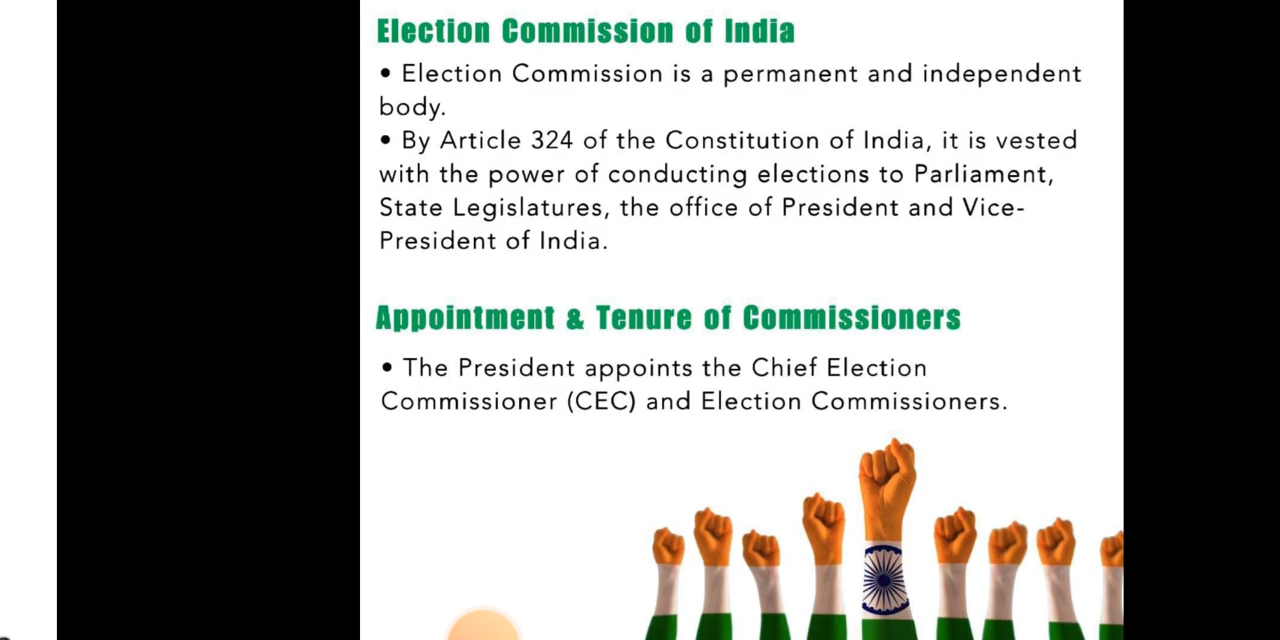 Election Commission of India
• Election Commission is a permanent and independent
body.
• By Article 324 of the Constitution of India, it is vested
with the power of conducting elections to Parliament,
State Legislatures, the office of President and Vice-
President of India.
Appointment & Tenure of Commissioners
• The President appoints the Chief Election
Commissioner (CEC) and Election Commissioners.